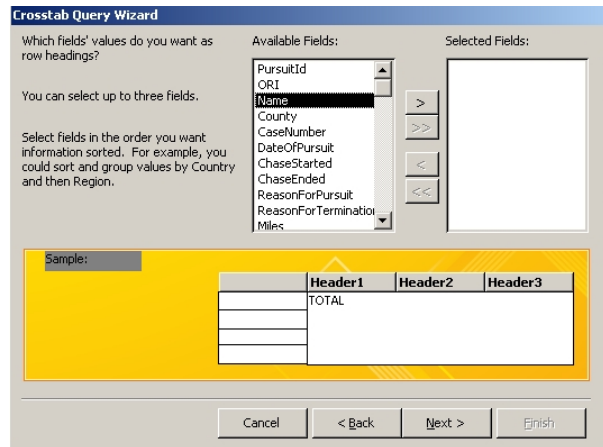 Crosstab Query Wizard
Which fields' values do you want as
row headings?
You can select up to three fields.
Select fields in the order you want
information sorted. For example, you
could sort and group values by Country
and then Region.
Available Fields:
PursuitId
ORI
Name
County
CaseNumber
DateOfPursuit
ChaseStarted
ChaseEnded
ReasonForPursuit
ReasonForTermination
Miles
>
>>
<
<<
Selected Fields:
Sample:
Header1 Header2 Header3
TOTAL
Cancel < Back Next > Finish